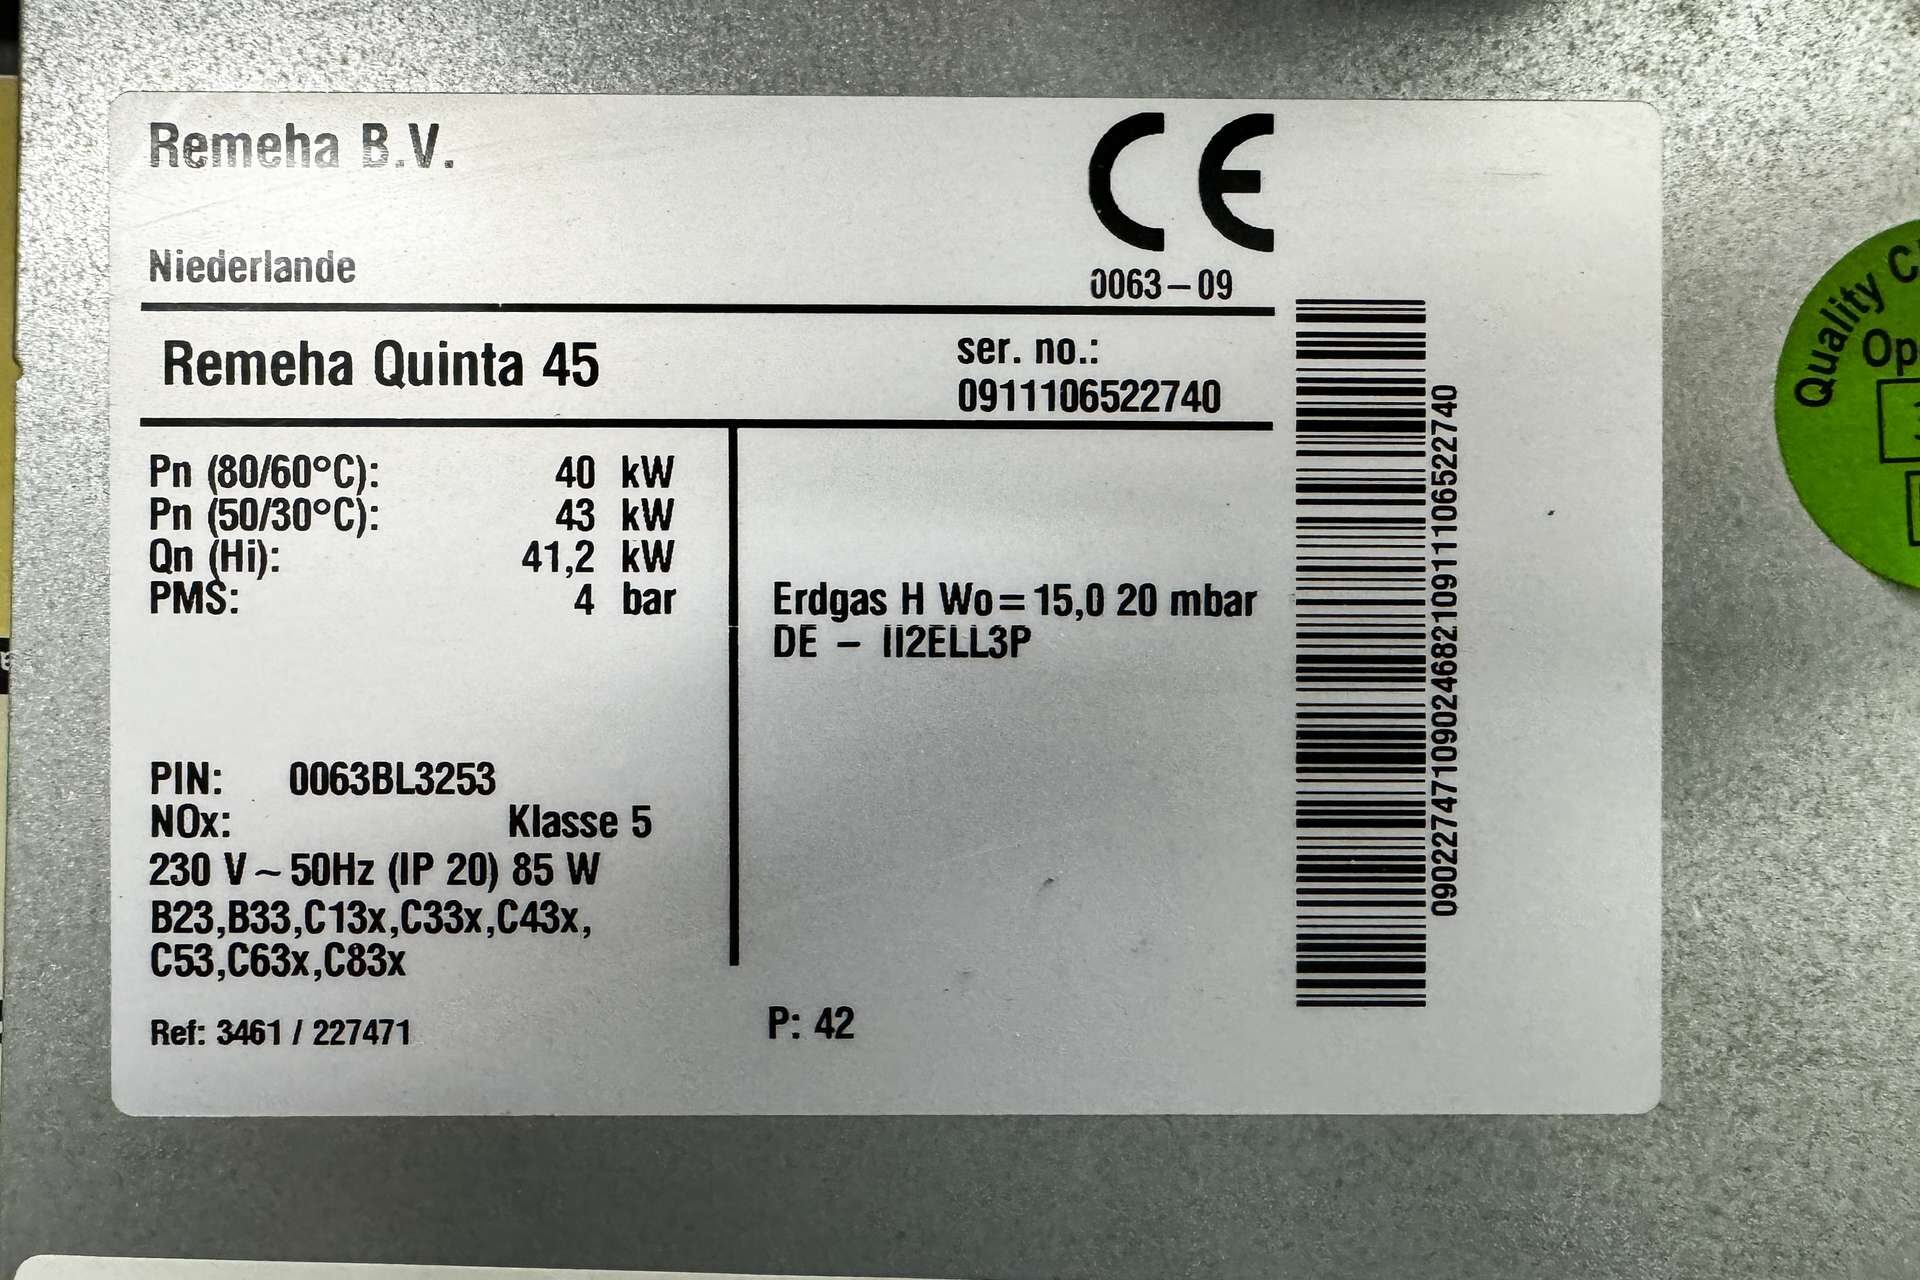 Remeha B.V.
Niederlande
0063-09
Remeha Quinta 45
ser. no.:
0911106522740
Pn (80/60°C): 40 kW
Pn (50/30°C): 43 kW
Qn (Hi): 41,2 kW
PMS: 4 bar
Erdgas H Wo=15,0 20 mbar
DE - II2ELL3P
PIN: 0063BL3253
NOx: Klasse 5
230 V~50Hz (IP 20) 85 W
B23,B33,C13x,C33x,C43x,
C53,C63x,C83x
Ref: 3461 / 227471
P: 42
0902274710902468210911106522740
Quality